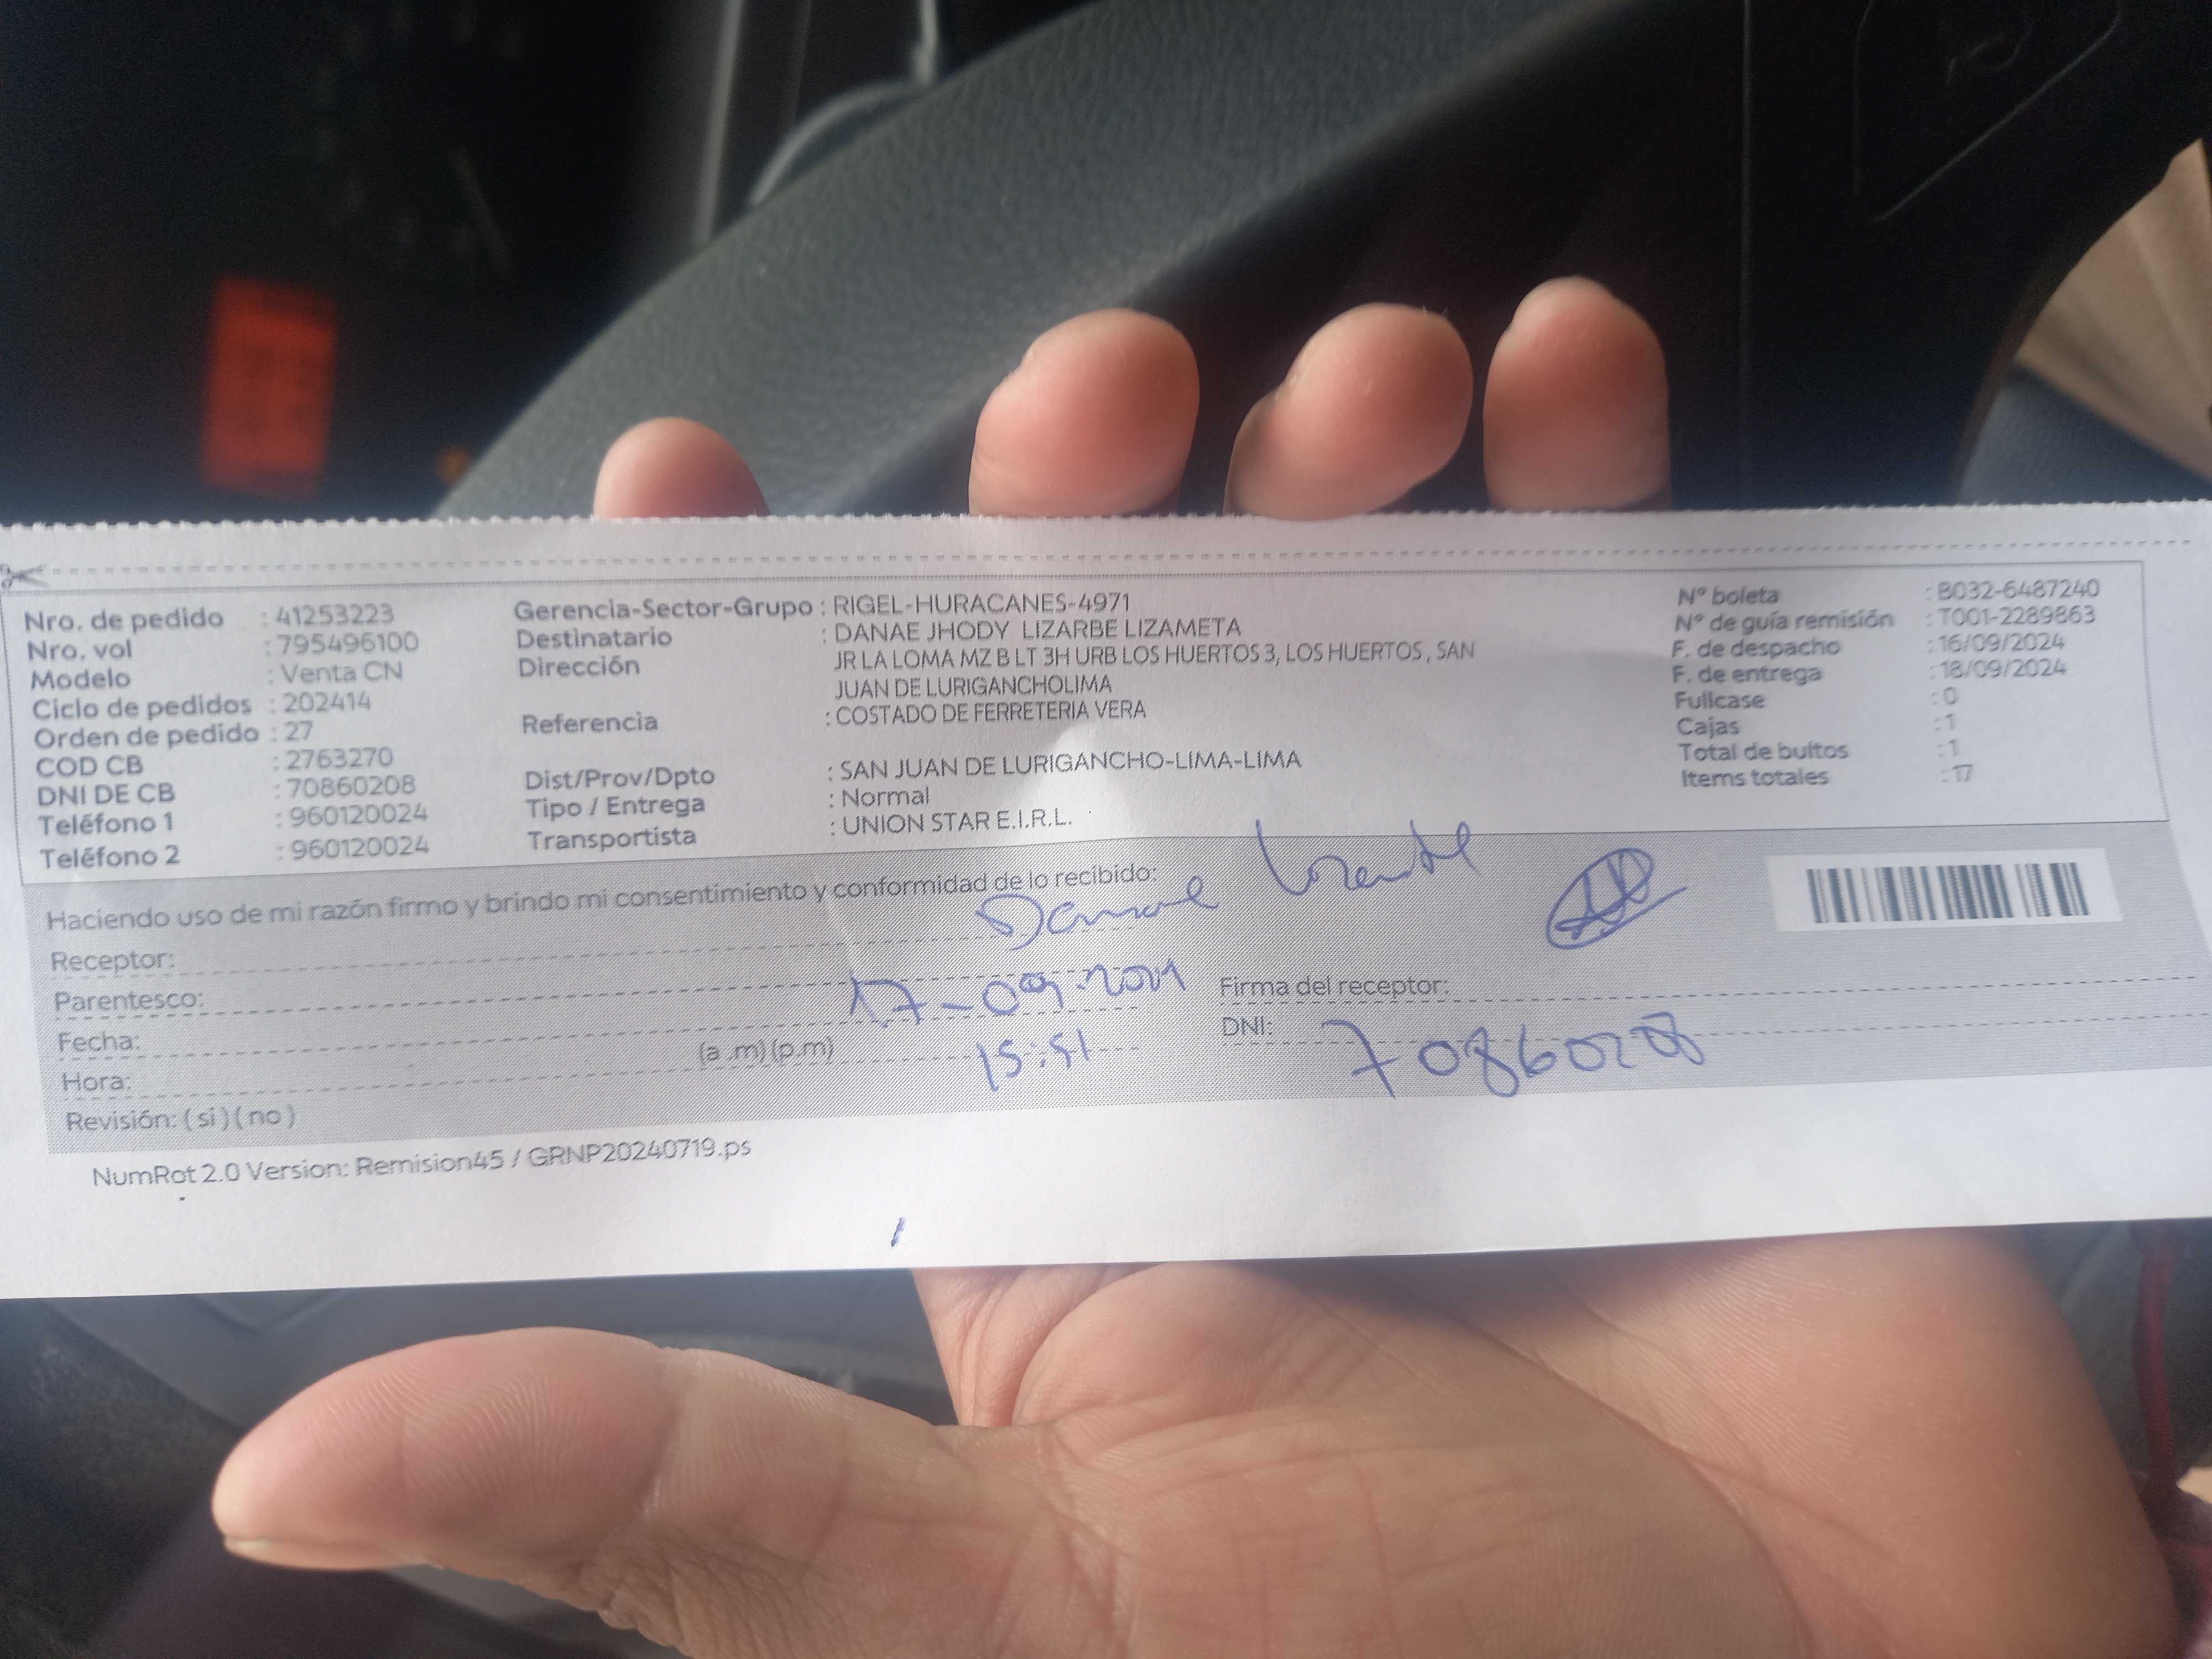 Nro. de pedido : 41253223
Nro. vol : 795496100
Modelo : Venta CN
Ciclo de pedidos : 202414
Orden de pedido : 27
COD CB : 2763270
DNI DE CB : 70860208
Teléfono 1 : 960120024
Teléfono 2 : 960120024
Gerencia-Sector-Grupo : RIGEL-HURACANES-4971
Destinatario : DANAE JHODY LIZARBE LIZAMETA
Dirección JR LA LOMA MZ B LT 3H URB LOS HUERTOS 3, LOS HUERTOS , SAN
JUAN DE LURIGANCHOLIMA
Referencia : COSTADO DE FERRETERIA VERA
Dist/Prov/Dpto : SAN JUAN DE LURIGANCHO-LIMA-LIMA
Tipo / Entrega : Normal
Transportista : UNION STAR E.I.R.L.
N° boleta : B032-6487240
N° de guía remisión : T001-2289863
F. de despacho : 16/09/2024
F. de entrega : 18/09/2024
Fullcase : 0
Cajas : 1
Total de bultos : 1
Items totales : 17
Haciendo uso de mi razón firmo y brindo mi consentimiento y conformidad de lo recibido:
Receptor:
Parentesco:
Fecha: 17-09-2024
Hora: (a .m) (p.m) 15:51
Revisión: ( si ) ( no )
Firma del receptor:
DNI: 70860208
NumRot 2.0 Version: Remision45 / GRNP20240719.ps